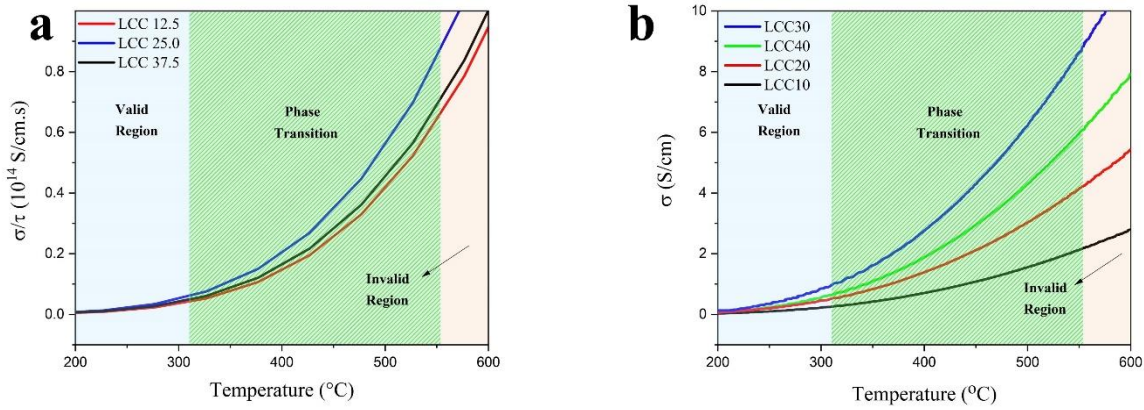 a
LCC 12.5
LCC 25.0
LCC 37.5
Valid
Region
Phase
Transition
Invalid
Region
1.0
0.8
0.6
0.4
0.2
0.0
σ/τ (10¹⁴ S/cm.s)
200 300 400 500 600
Temperature (°C)
b
LCC30
LCC40
LCC20
LCC10
Valid
Region
Phase
Transition
Invalid
Region
10
8
6
4
2
0
σ (S/cm)
200 300 400 500 600
Temperature (°C)